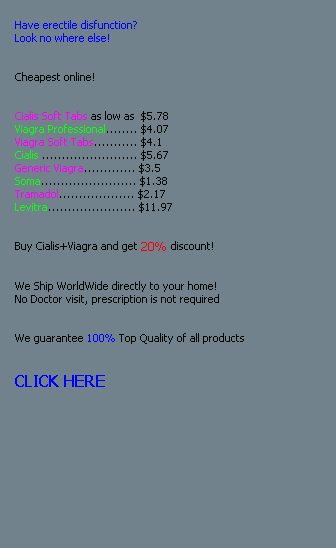 Have erectile disfunction?
Look no where else!
Cheapest online!
Cialis Soft Tabs as low as $5.78
Viagra Professional........ $4.07
Viagra Soft Tabs........... $4.1
Cialis ........................ $5.67
Generic Viagra............. $3.5
Soma........................ $1.38
Tramadol................... $2.17
Levitra...................... $11.97
Buy Cialis+Viagra and get 20% discount!
We Ship WorldWide directly to your home!
No Doctor visit, prescription is not required
We guarantee 100% Top Quality of all products
CLICK HERE